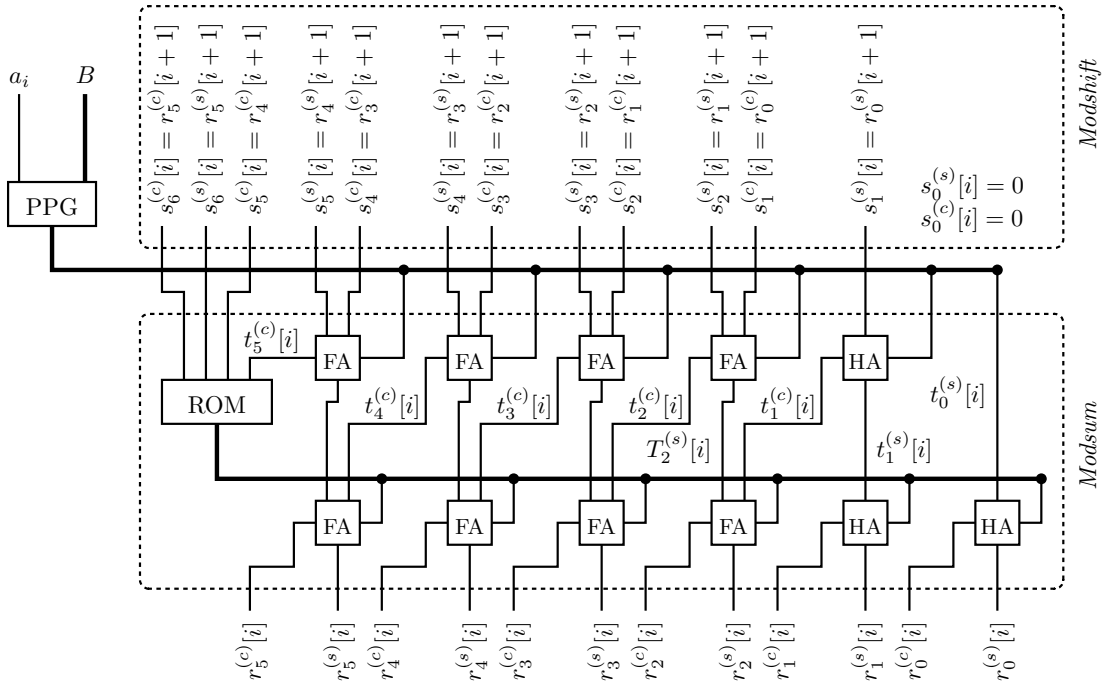 a_i
B
PPG
s_6^{(c)}[i] = r_5^{(c)}[i + 1]
s_6^{(s)}[i] = r_5^{(s)}[i + 1]
s_5^{(c)}[i] = r_4^{(c)}[i + 1]
s_5^{(s)}[i] = r_4^{(s)}[i + 1]
s_4^{(c)}[i] = r_3^{(c)}[i + 1]
s_4^{(s)}[i] = r_3^{(s)}[i + 1]
s_3^{(c)}[i] = r_2^{(c)}[i + 1]
s_3^{(s)}[i] = r_2^{(s)}[i + 1]
s_2^{(c)}[i] = r_1^{(c)}[i + 1]
s_2^{(s)}[i] = r_1^{(s)}[i + 1]
s_1^{(c)}[i] = r_0^{(c)}[i + 1]
s_1^{(s)}[i] = r_0^{(s)}[i + 1]
s_0^{(s)}[i] = 0
s_0^{(c)}[i] = 0
Modshift
t_5^{(c)}[i]
FA
FA
FA
FA
HA
ROM
t_4^{(c)}[i]
t_3^{(c)}[i]
t_2^{(c)}[i]
t_1^{(c)}[i]
t_0^{(s)}[i]
T_2^{(s)}[i]
t_1^{(s)}[i]
Modsum
FA
FA
FA
FA
HA
HA
r_5^{(c)}[i]
r_5^{(s)}[i]
r_4^{(c)}[i]
r_4^{(s)}[i]
r_3^{(c)}[i]
r_3^{(s)}[i]
r_2^{(c)}[i]
r_2^{(s)}[i]
r_1^{(c)}[i]
r_1^{(s)}[i]
r_0^{(c)}[i]
r_0^{(s)}[i]